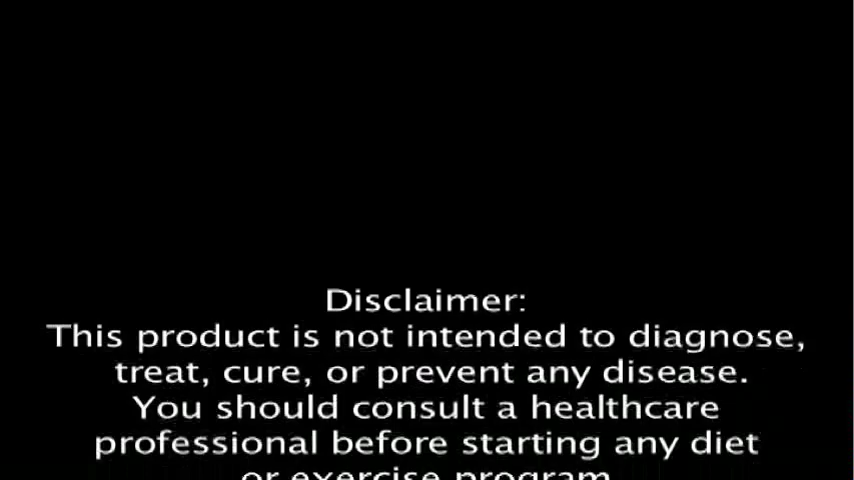 Disclaimer:
This product is not intended to diagnose,
treat, cure, or prevent any disease.
You should consult a healthcare
professional before starting any diet
or exercise program